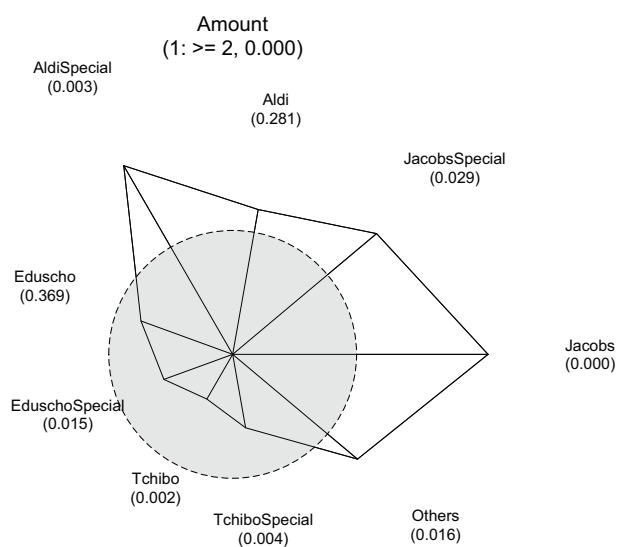 Amount
(1: >= 2, 0.000)
AldiSpecial
(0.003)
Aldi
(0.281)
JacobsSpecial
(0.029)
Eduscho
(0.369)
Jacobs
(0.000)
EduschoSpecial
(0.015)
Tchibo
(0.002)
TchiboSpecial
(0.004)
Others
(0.016)